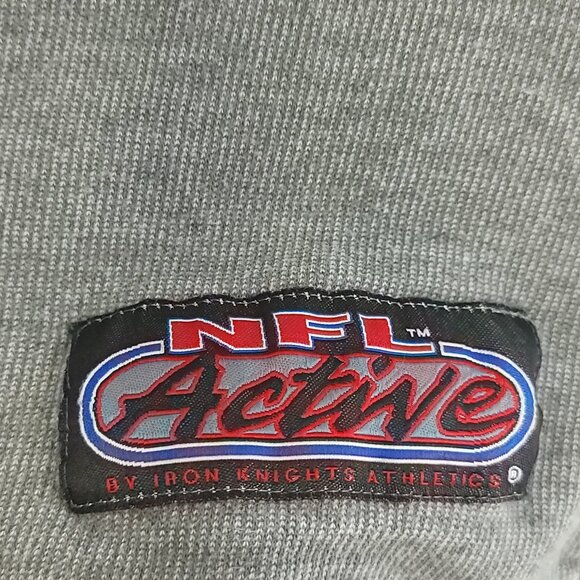 NFL™
Active
BY IRON KNIGHTS ATHLETICS®